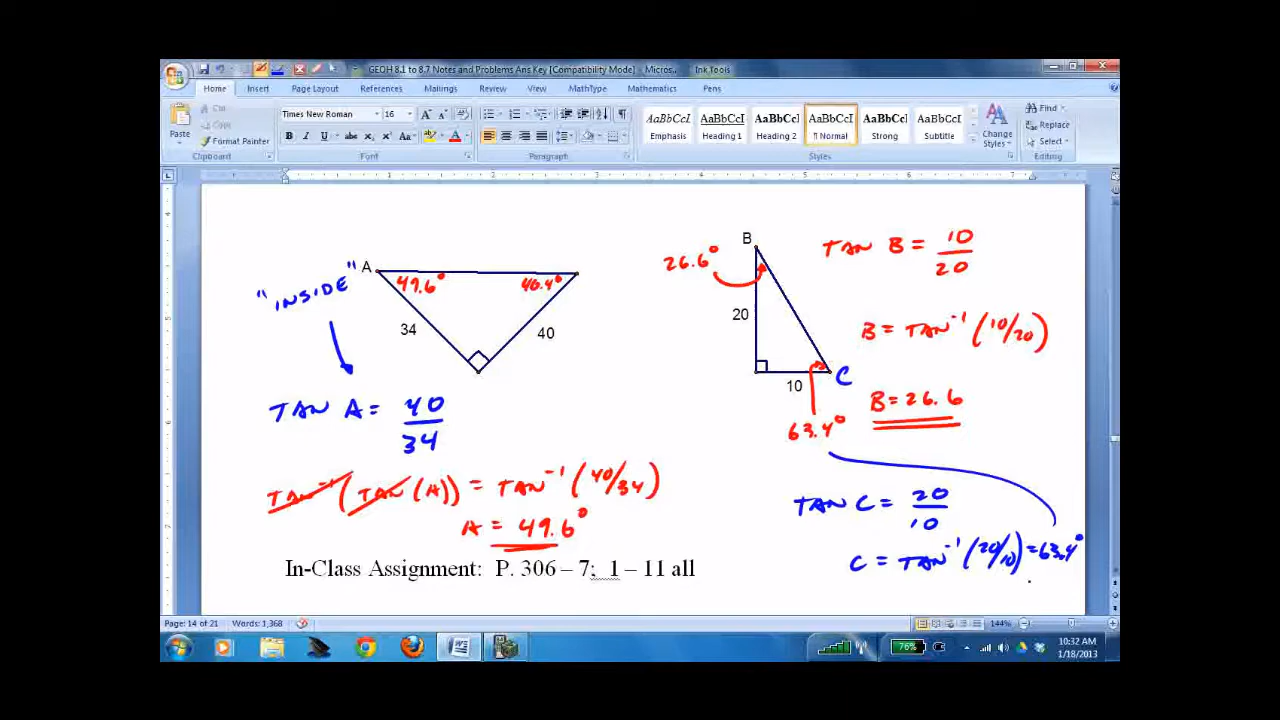 GEOH 8.1 to 8.7 Notes and Problems Ans Key [Compatibility Mode] - Micros...
Ink Tools
Home Insert Page Layout References Mailings Review View MathType Mathematics Pens
Paste
Cut
Copy
Format Painter
Clipboard
Times New Roman 16
Font
Paragraph
AaBbCcI AaBbCcI AaBbCcI AaBbCcI AaBbCcI AaBbCcI
Emphasis Heading 1 Heading 2 ¶ Normal Strong Subtitle
Change Styles
Styles
Find
Replace
Select
Editing
"INSIDE"
A
49.6°
40.4°
34
40
TAN A = 40/34
TAN⁻¹(TAN(A)) = TAN⁻¹(40/34)
A = 49.6°
B
26.6°
20
10
C
63.4°
TAN B = 10/20
B = TAN⁻¹(10/20)
B = 26.6
TAN C = 20/10
C = TAN⁻¹(20/10) = 63.4°
In-Class Assignment: P. 306 – 7; 1 – 11 all
Page: 14 of 21 Words: 1,368
144%
76%
10:32 AM
1/18/2013